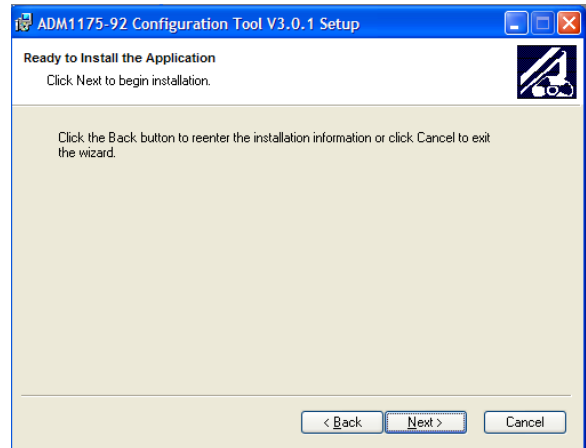 ADM1175-92 Configuration Tool V3.0.1 Setup
Ready to Install the Application
Click Next to begin installation.
Click the Back button to reenter the installation information or click Cancel to exit
the wizard.
< Back Next > Cancel